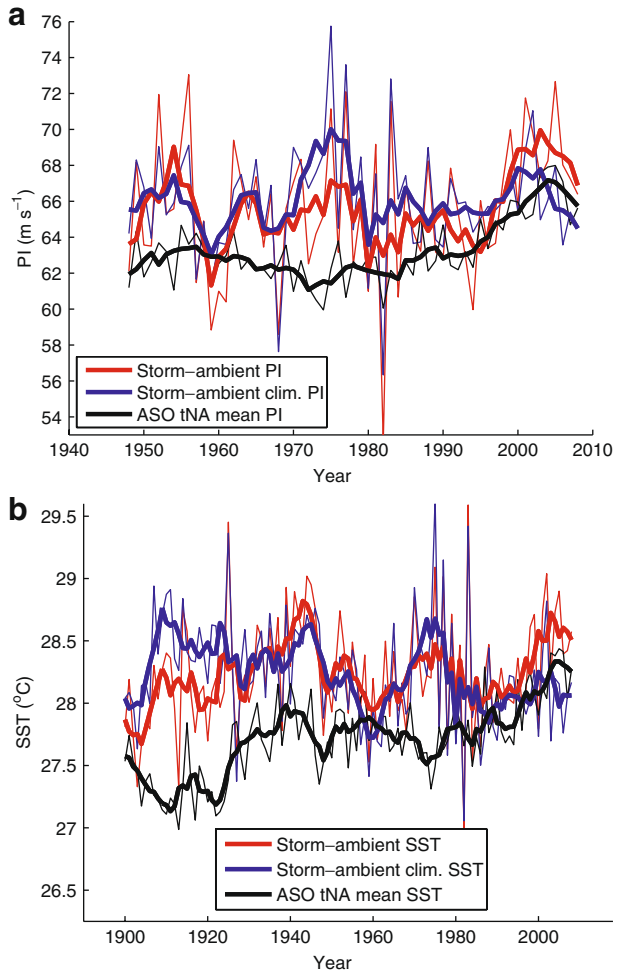 a
76
74
72
70
68
66
64
62
60
58
56
54
PI (m s⁻¹)
Storm−ambient PI
Storm−ambient clim. PI
ASO tNA mean PI
1940 1950 1960 1970 1980 1990 2000 2010
Year
b
29.5
29
28.5
28
27.5
27
26.5
SST (⁰C)
Storm−ambient SST
Storm−ambient clim. SST
ASO tNA mean SST
1900 1920 1940 1960 1980 2000
Year